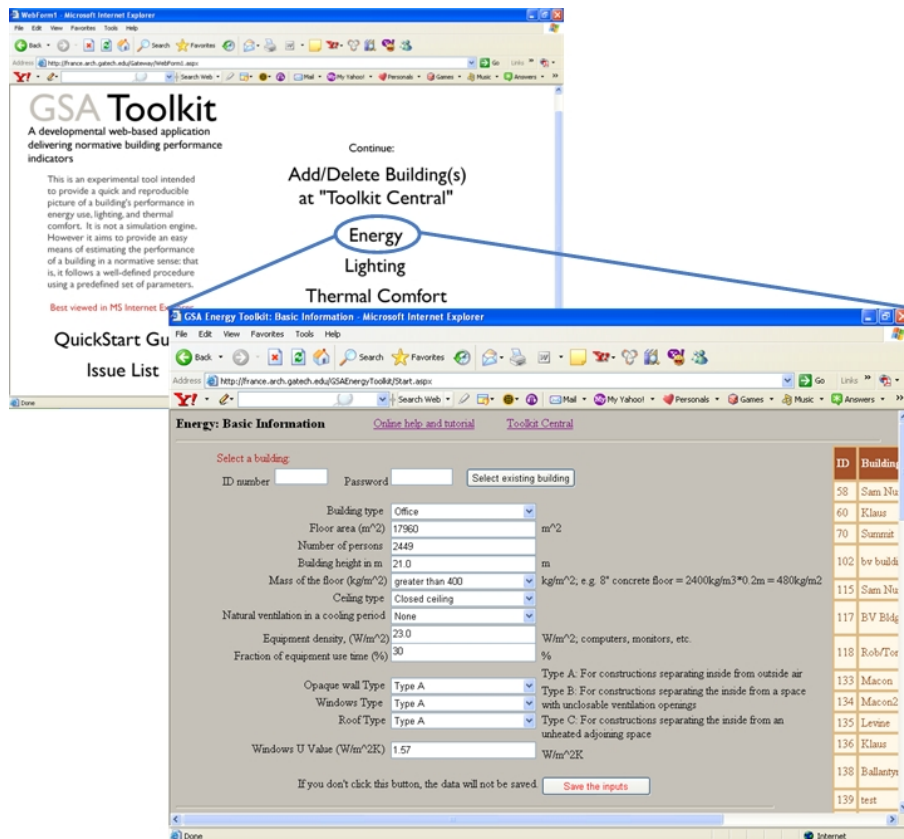 WebForm1 - Microsoft Internet Explorer
File Edit View Favorites Tools Help
Back Search Favorites
Address http://france.arch.gatech.edu/Gateway/WebForm1.aspx Go Links
Search Web Mail My Yahoo! Personals Games Music Answers
GSA Toolkit
A developmental web-based application
delivering normative building performance
indicators
This is an experimental tool intended
to provide a quick and reproducible
picture of a building's performance in
energy use, lighting, and thermal
comfort. It is not a simulation engine.
However it aims to provide an easy
means of estimating the performance
of a building in a normative sense: that
is, it follows a well-defined procedure
using a predefined set of parameters.
Best viewed in MS Internet
QuickStart Gu
Issue List
Continue:
Add/Delete Building(s)
at "Toolkit Central"
Energy
Lighting
Thermal Comfort
Done
GSA Energy Toolkit: Basic Information - Microsoft Internet Explorer
File Edit View Favorites Tools Help
Back Search Favorites
Address http://france.arch.gatech.edu/GSAEnergyToolkit/Start.aspx Go Links
Search Web Mail My Yahoo! Personals Games Music Answers
Energy: Basic Information Online help and tutorial Toolkit Central
Select a building:
ID number Password Select existing building
Building type Office
Floor area (m^2) 17960 m^2
Number of persons 2449
Building height in m 21.0 m
Mass of the floor (kg/m^2) greater than 400 kg/m^2; e.g. 8" concrete floor = 2400kg/m3*0.2m = 480kg/m2
Ceiling type Closed ceiling
Natural ventilation in a cooling period None
Equipment density, (W/m^2) 23.0 W/m^2; computers, monitors, etc.
Fraction of equipment use time (%) 30 %
Opaque wall Type Type A
Windows Type Type A
Roof Type Type A
Type A: For constructions separating inside from outside air
Type B: For constructions separating the inside from a space
with unclosable ventilation openings
Type C: For constructions separating the inside from an
unheated adjoining space
Windows U Value (W/m^2K) 1.57 W/m^2K
If you don't click this button, the data will not be saved. Save the inputs
ID Building
58 Sam Nu
60 Klaus
70 Summit
102 bv buildi
115 Sam Nu
117 BV Bldg
118 Rob/Tor
133 Macon
134 Macon2
135 Levine
136 Klaus
138 Ballanty
139 test
Done Internet